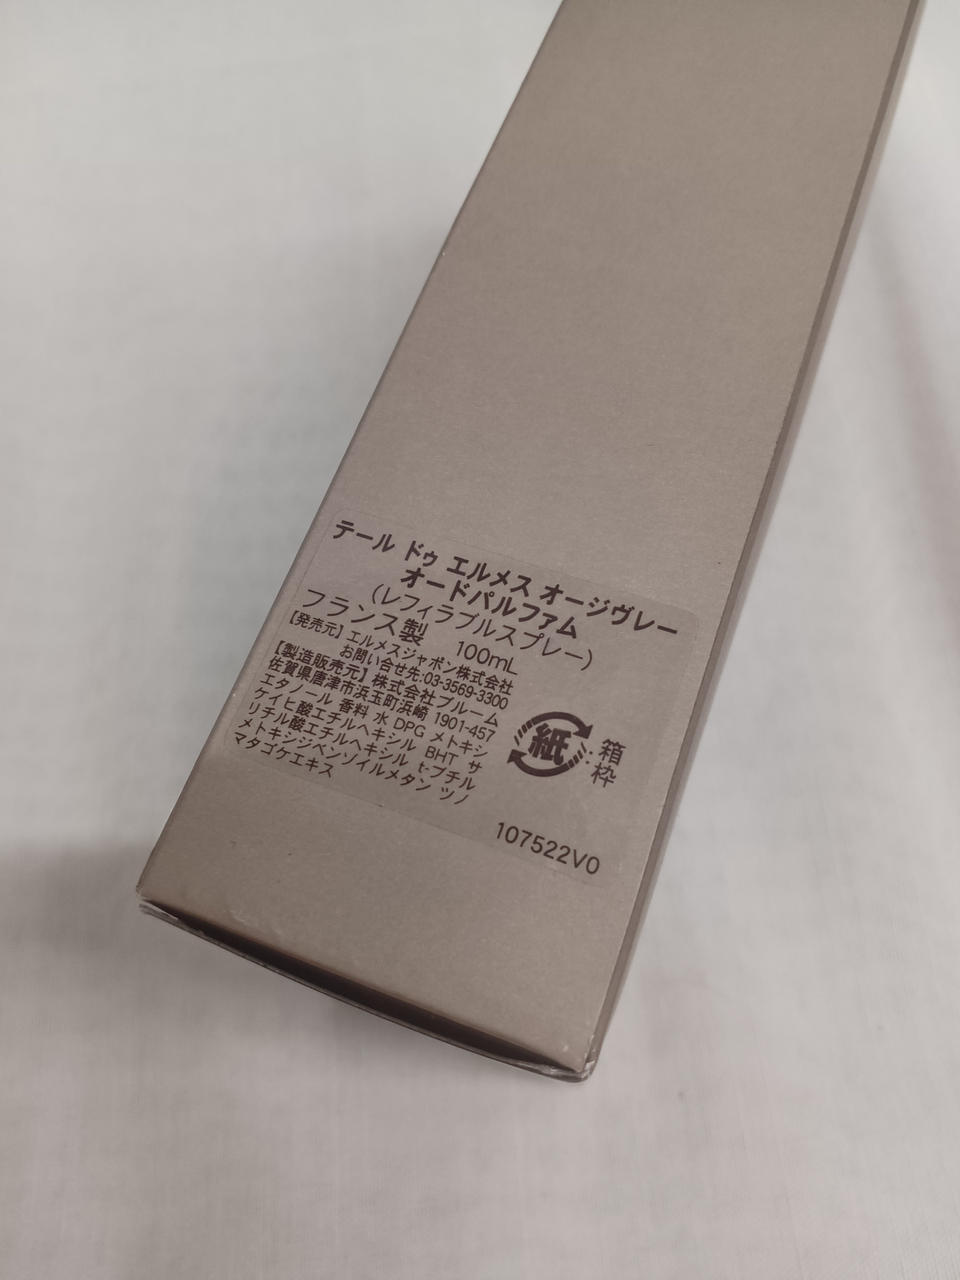 テール ドゥ エルメス オージヴレー
オードパルファム
（レフィラブルスプレー）
フランス製 100mL
【発売元】エルメスジャポン株式会社
お問い合せ先:03-3569-3300
【製造販売元】株式会社ブルーム
佐賀県唐津市浜玉町浜崎 1901-457
エタノール 香料 水 DPG メトキシ
ケイヒ酸エチルヘキシル BHT サ
リチル酸エチルヘキシル t-ブチル
メトキシジベンゾイルメタン ツノ
マタゴケエキス
紙
箱
枠
107522V0